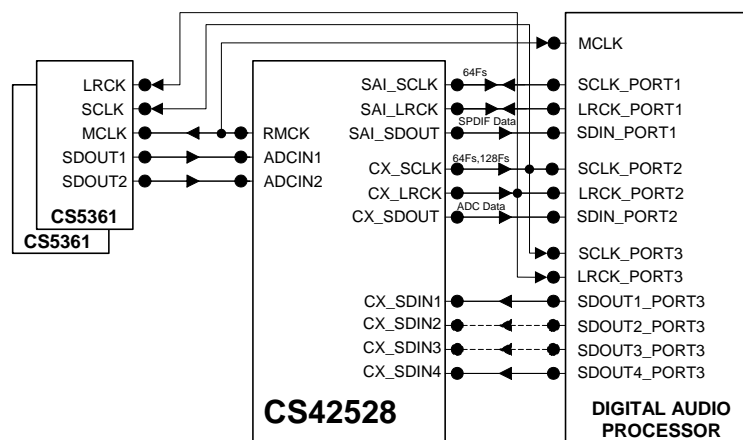 LRCK
SCLK
MCLK
SDOUT1
SDOUT2
CS5361
CS5361
RMCK
ADCIN1
ADCIN2
SAI_SCLK
SAI_LRCK
SAI_SDOUT
CX_SCLK
CX_LRCK
CX_SDOUT
CX_SDIN1
CX_SDIN2
CX_SDIN3
CX_SDIN4
CS42528
64Fs
SPDIF Data
64Fs,128Fs
ADC Data
MCLK
SCLK_PORT1
LRCK_PORT1
SDIN_PORT1
SCLK_PORT2
LRCK_PORT2
SDIN_PORT2
SCLK_PORT3
LRCK_PORT3
SDOUT1_PORT3
SDOUT2_PORT3
SDOUT3_PORT3
SDOUT4_PORT3
DIGITAL AUDIO
PROCESSOR